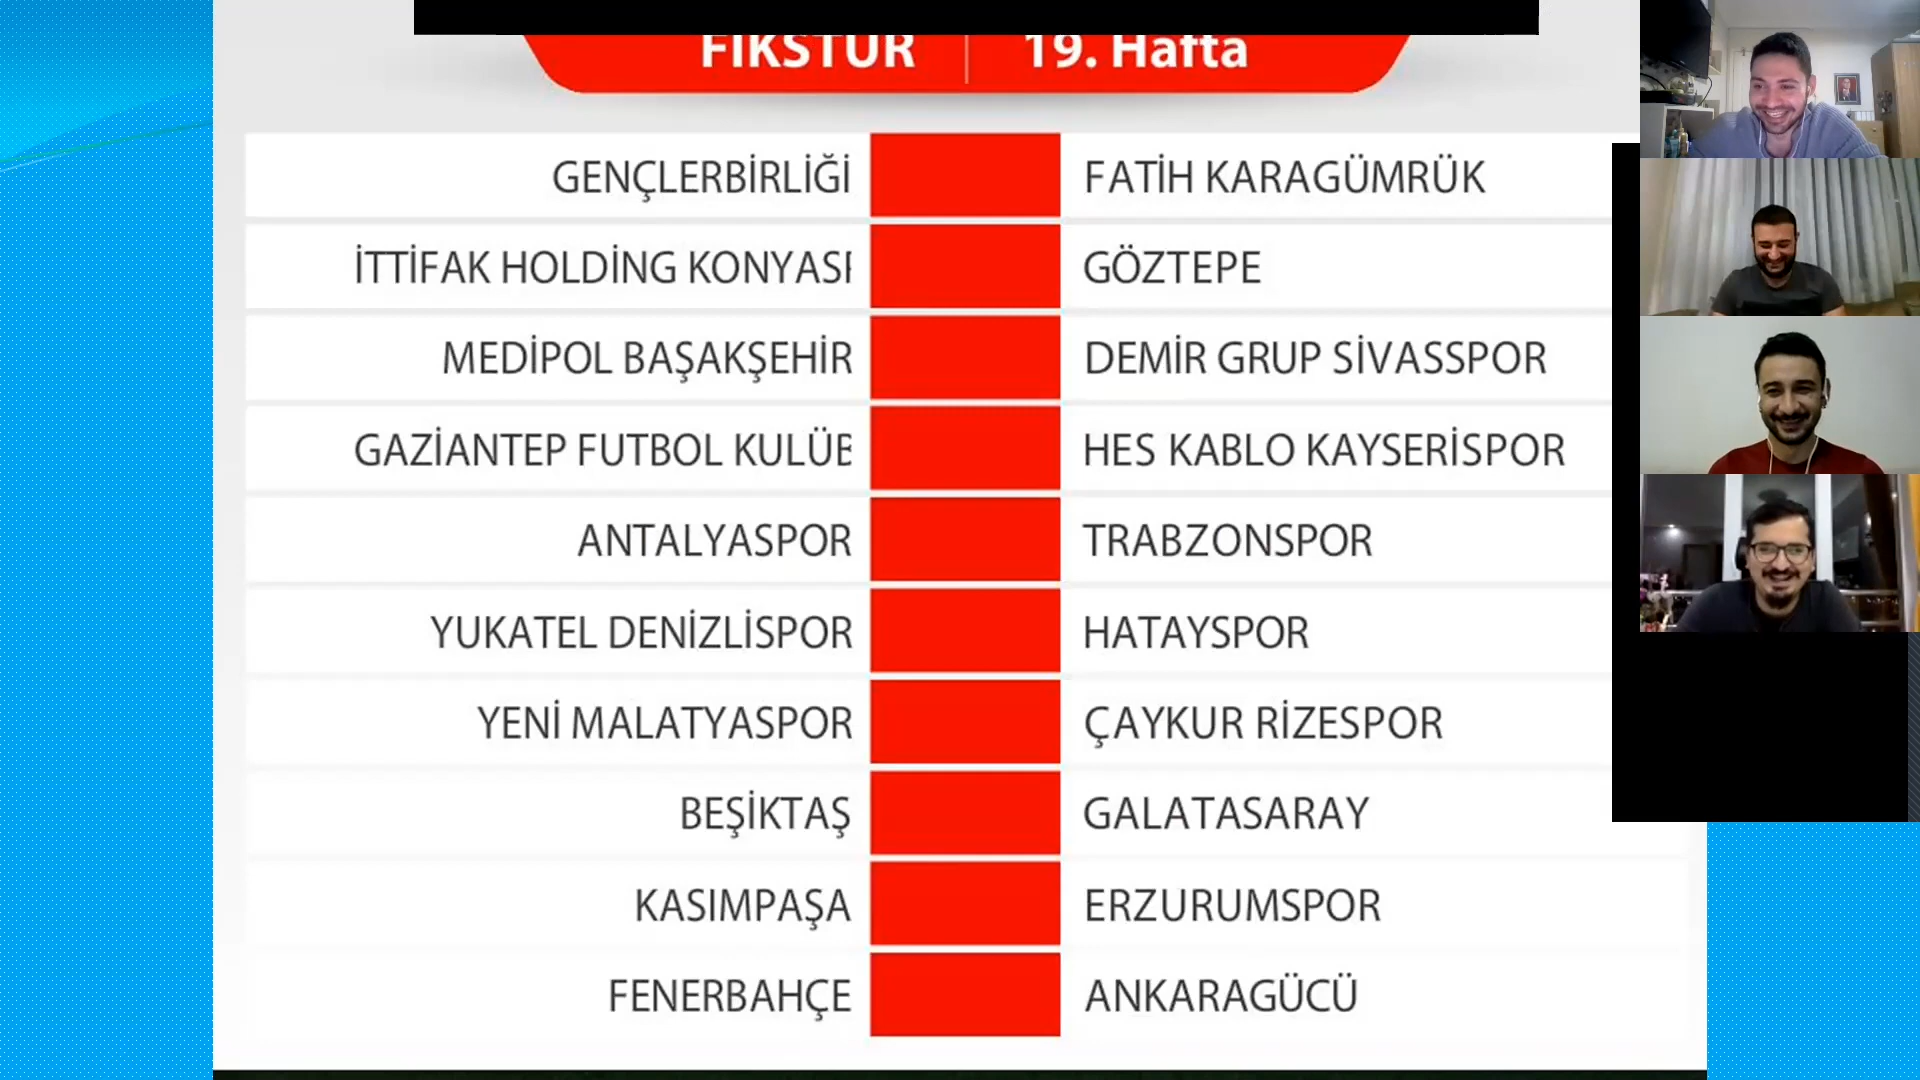 FİKSTÜR 19. Hafta
GENÇLERBİRLİĞİ FATİH KARAGÜMRÜK
İTTİFAK HOLDİNG KONYASP GÖZTEPE
MEDİPOL BAŞAKŞEHİR DEMİR GRUP SİVASSPOR
GAZİANTEP FUTBOL KULÜB HES KABLO KAYSERİSPOR
ANTALYASPOR TRABZONSPOR
YUKATEL DENİZLİSPOR HATAYSPOR
YENİ MALATYASPOR ÇAYKUR RİZESPOR
BEŞİKTAŞ GALATASARAY
KASIMPAŞA ERZURUMSPOR
FENERBAHÇE ANKARAGÜCÜ